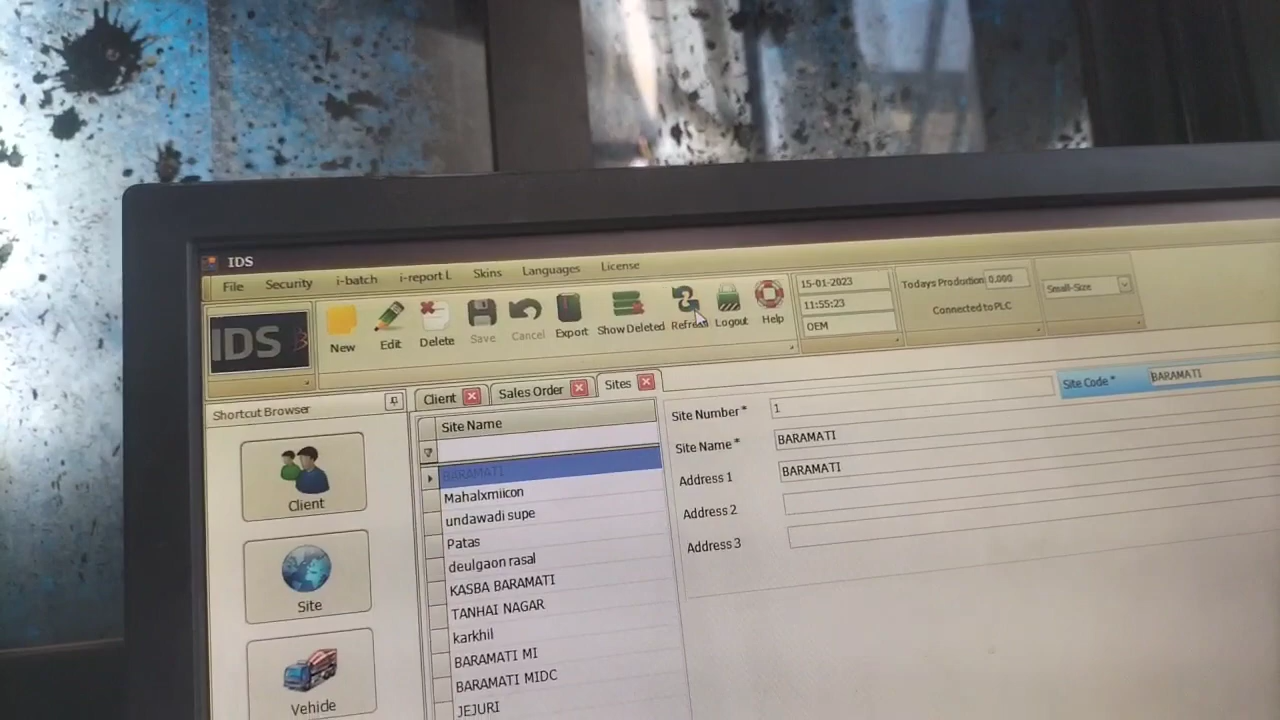 IDS
File Security i-batch i-report I. Skins Languages License
IDS
New Edit Delete Save Cancel Export Show Deleted Refresh Logout Help
15-01-2023
11:55:23
OEM
Todays Production 0.000
Connected to PLC
Small-Size
Shortcut Browser
Client
Site
Vehicle
Client Sales Order Sites
Site Name
BARAMATI
Mahalxmiicon
undawadi supe
Patas
deulgaon rasal
KASBA BARAMATI
TANHAI NAGAR
karkhil
BARAMATI MI
BARAMATI MIDC
JEJURI
Site Number* 1
Site Code* BARAMATI
Site Name* BARAMATI
Address 1 BARAMATI
Address 2
Address 3